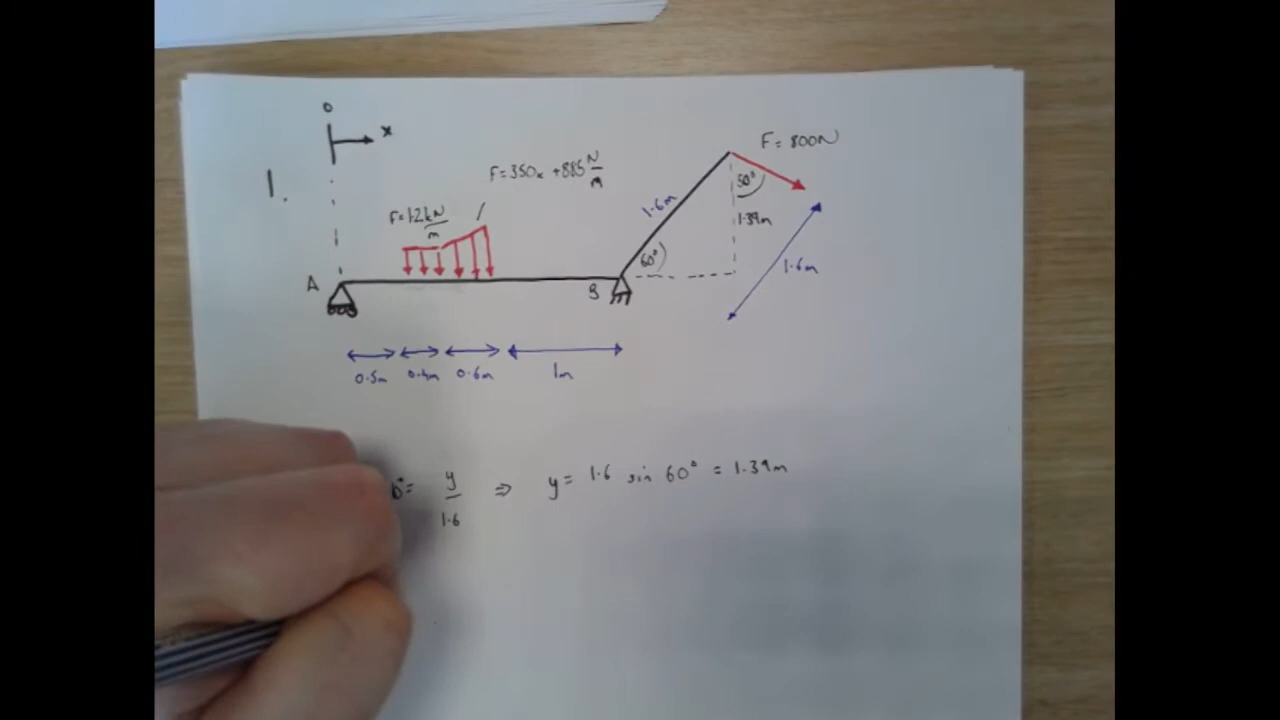 0
x
1.
F=350x +885 N/m
F=800N
F=1.2kN/m
50°
1.6m
1.39m
60°
1.6m
A
B
0.5m 0.4m 0.6m 1m
= y/1.6 ⇒ y= 1.6 sin 60° = 1.39m